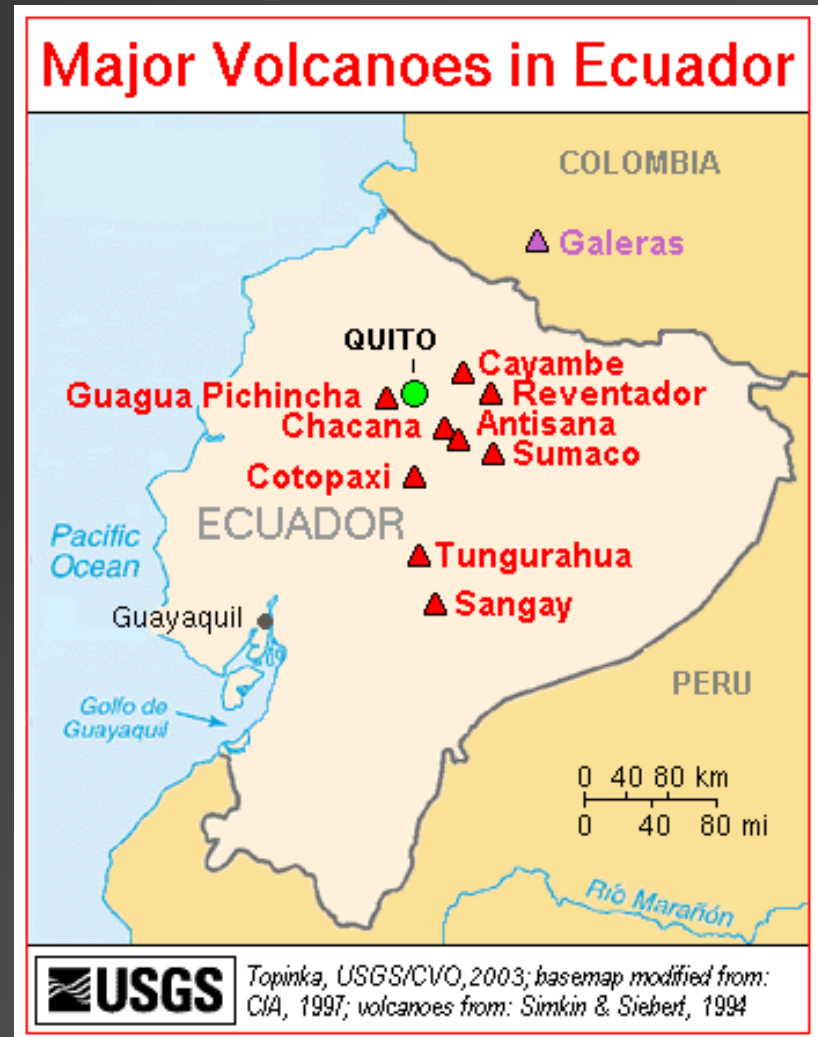 Major Volcanoes in Ecuador
COLOMBIA
Galeras
QUITO
Cayambe
Guagua Pichincha
Reventador
Chacana
Antisana
Sumaco
Cotopaxi
ECUADOR
Pacific
Ocean
Tungurahua
Guayaquil
Sangay
PERU
Golfo de
Guayaquil
0 40 80 km
0 40 80 mi
Río Marañón
USGS
Topinka, USGS/CVO,2003; basemap modified from:
CIA, 1997; volcanoes from: Simkin & Siebert, 1994